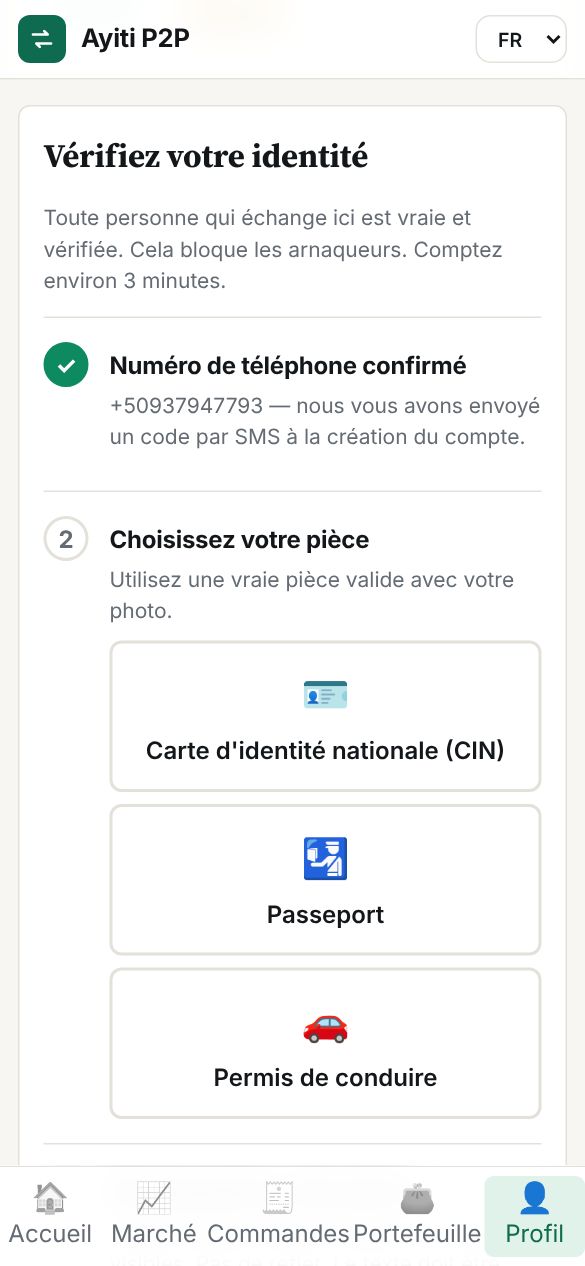 Ayiti P2P
FR
Vérifiez votre identité
Toute personne qui échange ici est vraie et
vérifiée. Cela bloque les arnaqueurs. Comptez
environ 3 minutes.
Numéro de téléphone confirmé
+50937947793 — nous vous avons envoyé
un code par SMS à la création du compte.
2
Choisissez votre pièce
Utilisez une vraie pièce valide avec votre
photo.
Carte d'identité nationale (CIN)
Passeport
Permis de conduire
Accueil Marché Commandes Portefeuille Profil